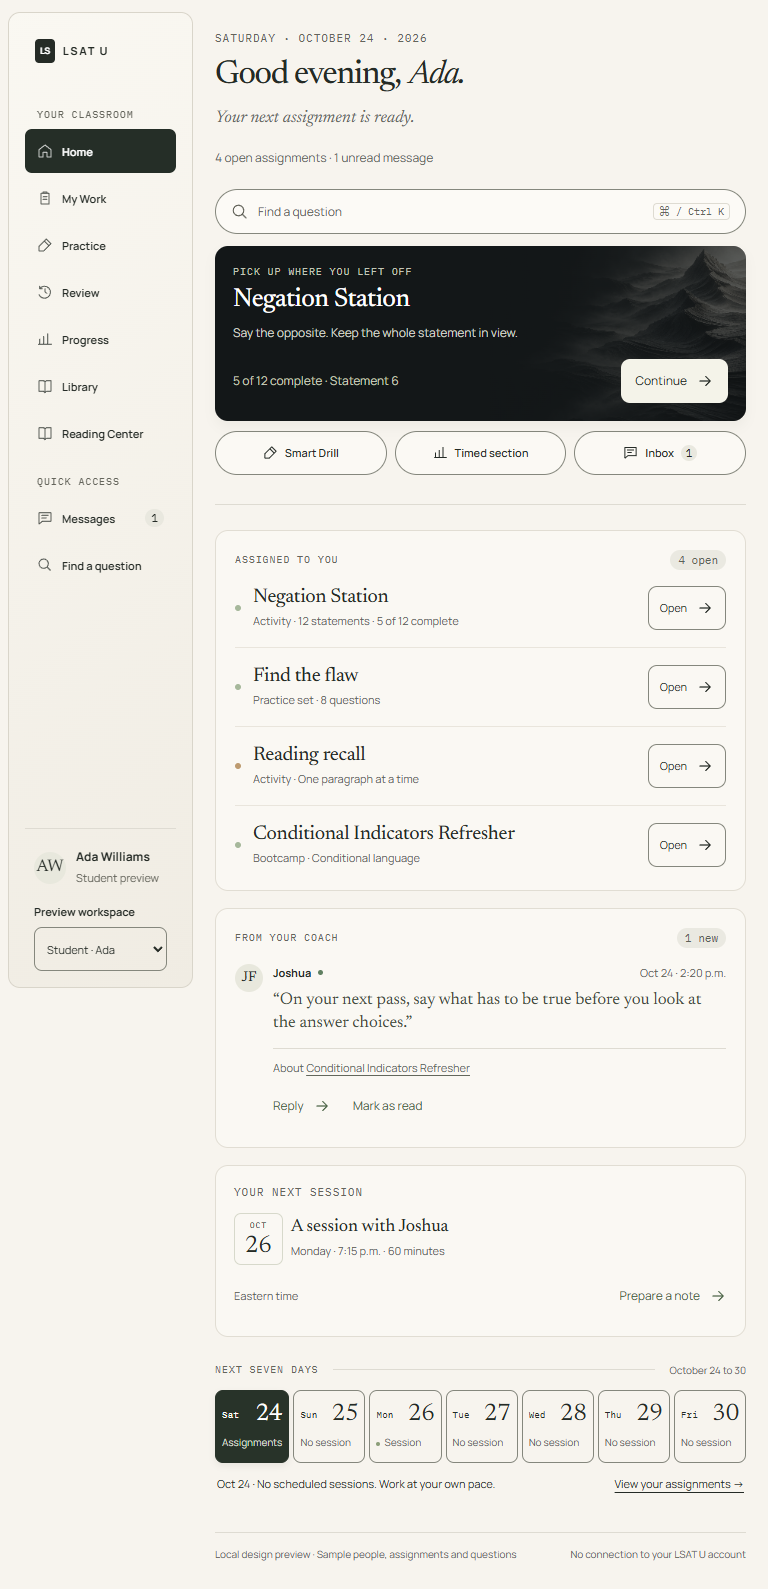 LS LSAT U
YOUR CLASSROOM
Home
My Work
Practice
Review
Progress
Library
Reading Center
QUICK ACCESS
Messages 1
Find a question
AW Ada Williams
Student preview
Preview workspace
Student · Ada
SATURDAY · OCTOBER 24 · 2026
Good evening, Ada.
Your next assignment is ready.
4 open assignments · 1 unread message
Find a question ⌘ / Ctrl K
PICK UP WHERE YOU LEFT OFF
Negation Station
Say the opposite. Keep the whole statement in view.
5 of 12 complete · Statement 6 Continue →
Smart Drill Timed section Inbox 1
ASSIGNED TO YOU 4 open
Negation Station
Activity · 12 statements · 5 of 12 complete
Open →
Find the flaw
Practice set · 8 questions
Open →
Reading recall
Activity · One paragraph at a time
Open →
Conditional Indicators Refresher
Bootcamp · Conditional language
Open →
FROM YOUR COACH 1 new
JF Joshua Oct 24 · 2:20 p.m.
“On your next pass, say what has to be true before you look at
the answer choices.”
About Conditional Indicators Refresher
Reply → Mark as read
YOUR NEXT SESSION
OCT
26
A session with Joshua
Monday · 7:15 p.m. · 60 minutes
Eastern time Prepare a note →
NEXT SEVEN DAYS October 24 to 30
Sat 24 Sun 25 Mon 26 Tue 27 Wed 28 Thu 29 Fri 30
Assignments No session Session No session No session No session No session
Oct 24 · No scheduled sessions. Work at your own pace. View your assignments →
Local design preview · Sample people, assignments and questions No connection to your LSAT U account